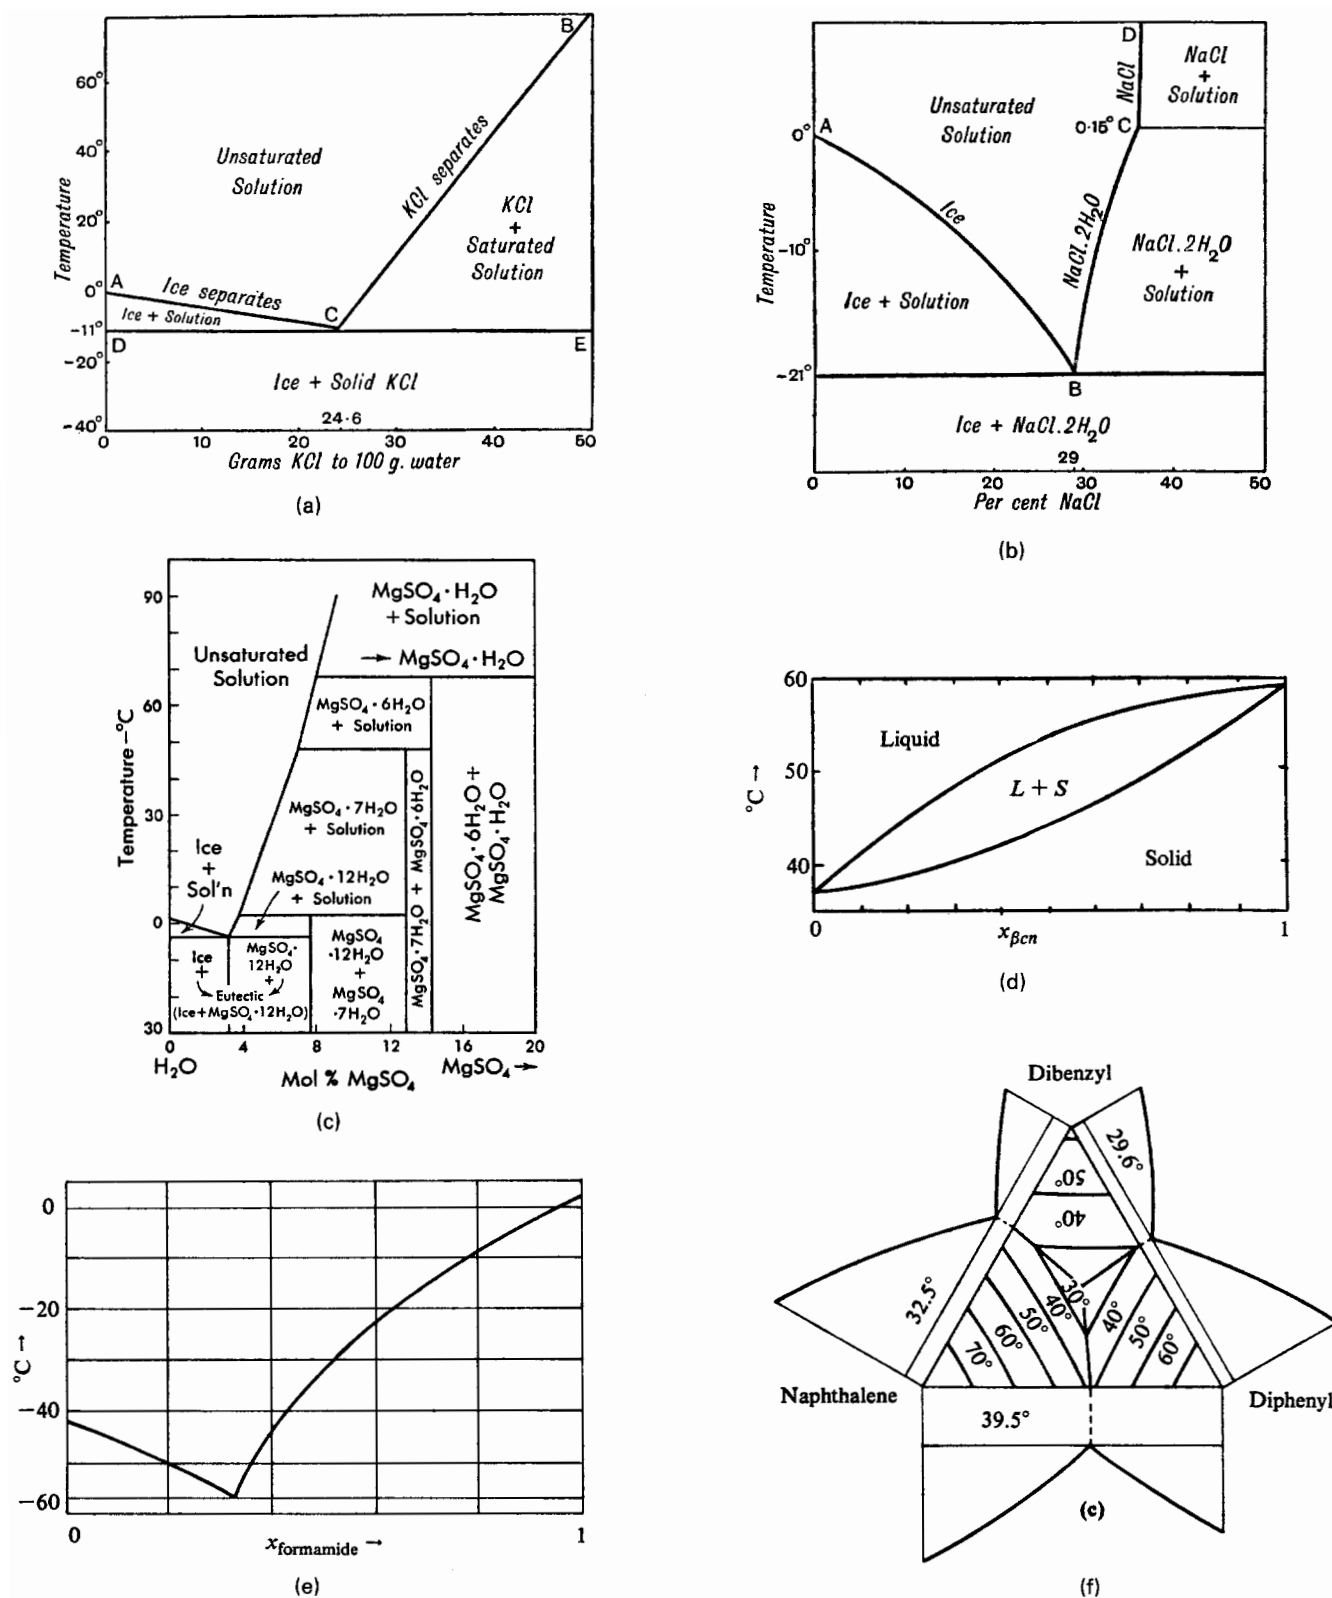 60°
40°
20°
0°
-11°
-20°
-40°
Temperature
B
Unsaturated
Solution
KCl separates
KCl
+
Saturated
Solution
A
Ice separates
Ice + Solution
C
D
E
Ice + Solid KCl
24·6
0 10 20 30 40 50
Grams KCl to 100 g. water
(a)
D
NaCl
NaCl
+
Solution
Unsaturated
Solution
0·15° C
0°
A
Ice
NaCl.2H₂O
NaCl.2H₂O
+
Solution
Temperature
-10°
Ice + Solution
-21°
B
Ice + NaCl.2H₂O
29
0 10 20 30 40 50
Per cent NaCl
(b)
90
60
30
0
30
Temperature-°C
MgSO₄·H₂O
+ Solution
→ MgSO₄·H₂O
Unsaturated
Solution
MgSO₄·6H₂O
+ Solution
MgSO₄·7H₂O
+ Solution
MgSO₄·12H₂O
+ Solution
Ice
+
Sol'n
Ice
+
MgSO₄·
12H₂O
+
Eutectic
(Ice+MgSO₄·12H₂O)
MgSO₄
·12H₂O
+
MgSO₄
·7H₂O
MgSO₄·7H₂O + MgSO₄·6H₂O
MgSO₄·6H₂O +
MgSO₄·H₂O
0 4 8 12 16 20
H₂O
Mol % MgSO₄
MgSO₄→
(c)
60
50
40
°C →
Liquid
L + S
Solid
0 1
xβcn
(d)
0
−20
−40
−60
°C →
0 1
xformamide →
(e)
Dibenzyl
29.6°
50°
40°
32.5°
30°
40°
50°
60°
70°
40°
50°
60°
Naphthalene
Diphenyl
39.5°
(c)
(f)